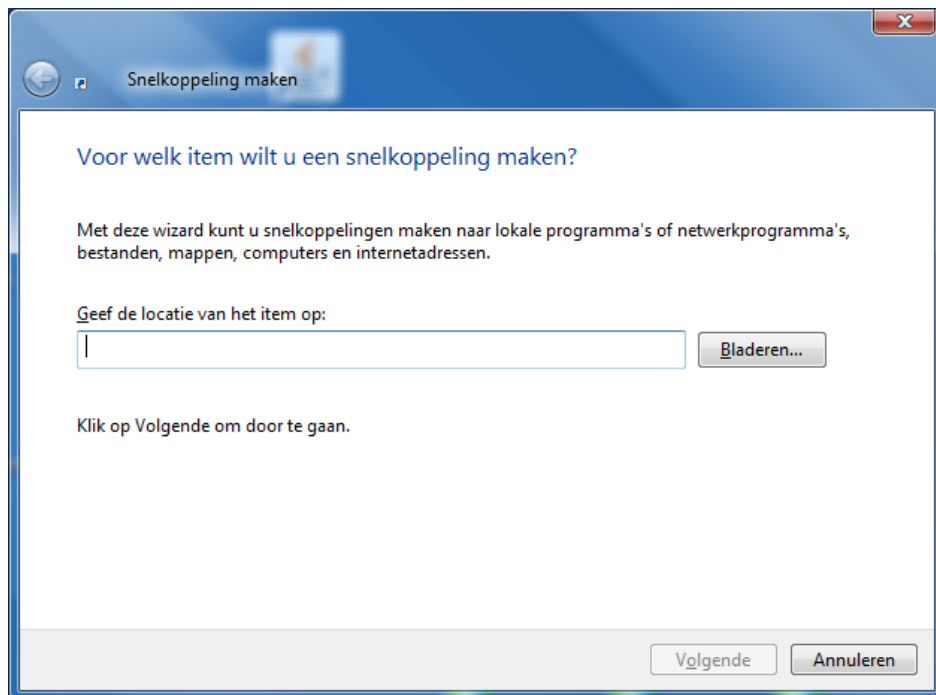 Snelkoppeling maken
Voor welk item wilt u een snelkoppeling maken?
Met deze wizard kunt u snelkoppelingen maken naar lokale programma's of netwerkprogramma's,
bestanden, mappen, computers en internetadressen.
Geef de locatie van het item op:
Bladeren...
Klik op Volgende om door te gaan.
Volgende
Annuleren